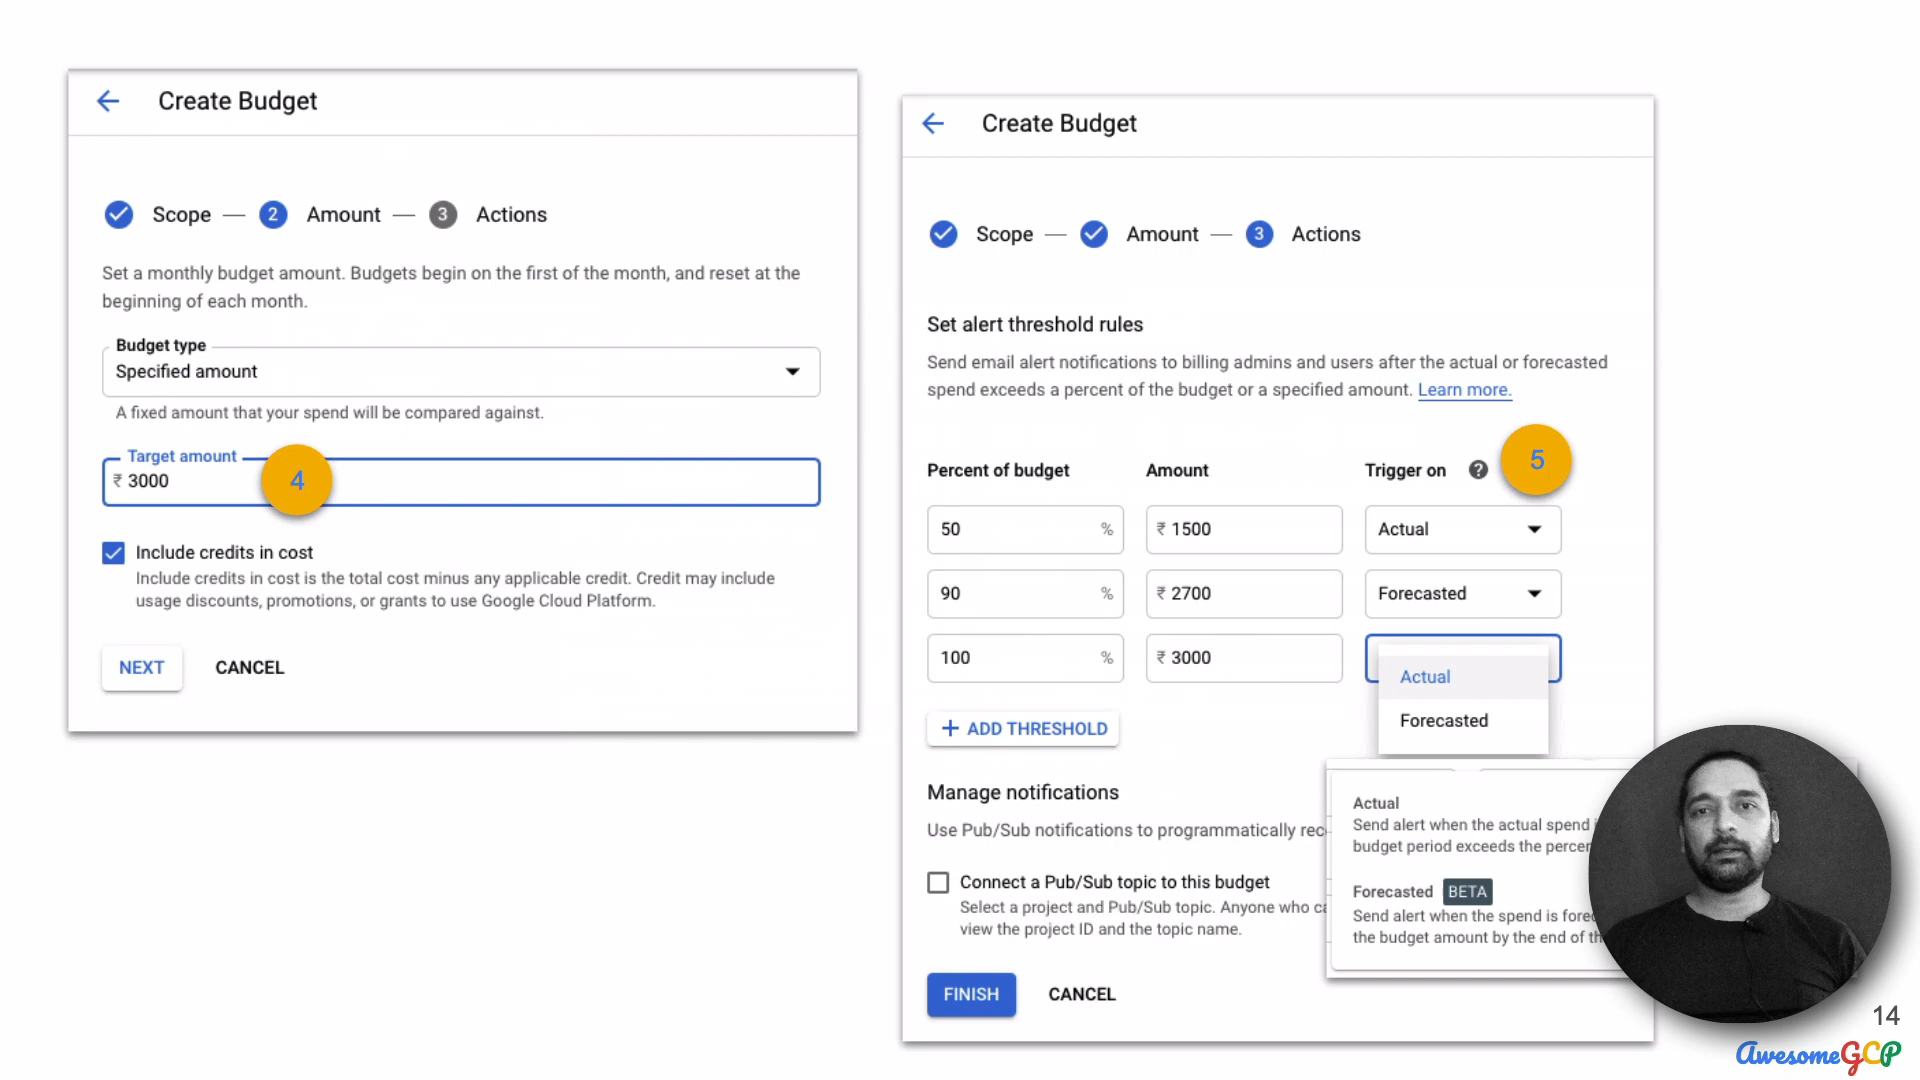 Create Budget
Scope — 2 Amount — 3 Actions
Set a monthly budget amount. Budgets begin on the first of the month, and reset at the
beginning of each month.
Budget type
Specified amount
A fixed amount that your spend will be compared against.
Target amount
₹ 3000
4
Include credits in cost
Include credits in cost is the total cost minus any applicable credit. Credit may include
usage discounts, promotions, or grants to use Google Cloud Platform.
NEXT CANCEL
Create Budget
Scope — Amount — 3 Actions
Set alert threshold rules
Send email alert notifications to billing admins and users after the actual or forecasted
spend exceeds a percent of the budget or a specified amount. Learn more.
5
Percent of budget Amount Trigger on ?
50 % ₹ 1500 Actual
90 % ₹ 2700 Forecasted
100 % ₹ 3000
Actual
Forecasted
+ ADD THRESHOLD
Manage notifications
Use Pub/Sub notifications to programmatically
Connect a Pub/Sub topic to this budget
Select a project and Pub/Sub topic. Anyone who
view the project ID and the topic name.
Actual
Send alert when the actual spend
budget period exceeds the
Forecasted BETA
Send alert when the spend is
the budget amount by the end of
FINISH CANCEL
14
AwesomeGCP